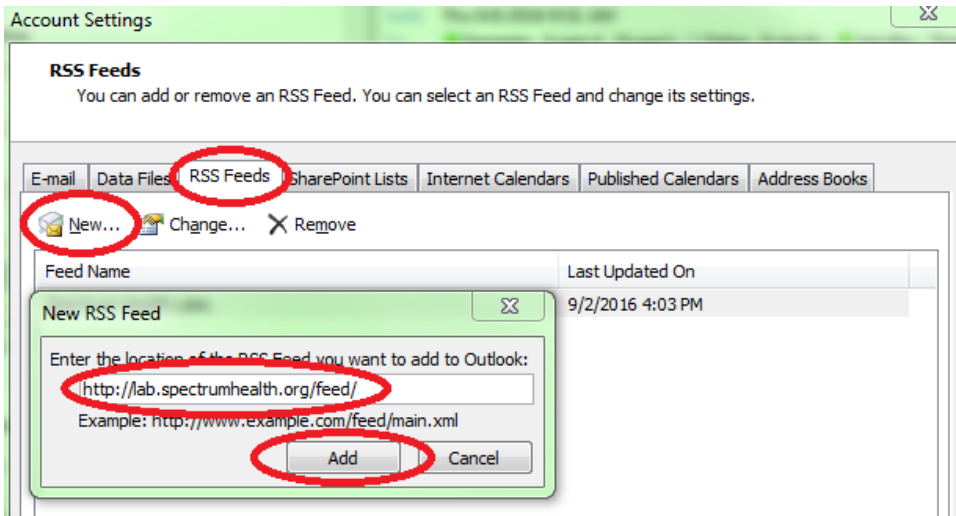 Account Settings
RSS Feeds
You can add or remove an RSS Feed. You can select an RSS Feed and change its settings.
E-mail Data Files RSS Feeds SharePoint Lists Internet Calendars Published Calendars Address Books
New... Change... Remove
Feed Name Last Updated On
9/2/2016 4:03 PM
New RSS Feed
Enter the location of the RSS Feed you want to add to Outlook:
http://lab.spectrumhealth.org/feed/
Example: http://www.example.com/feed/main.xml
Add Cancel